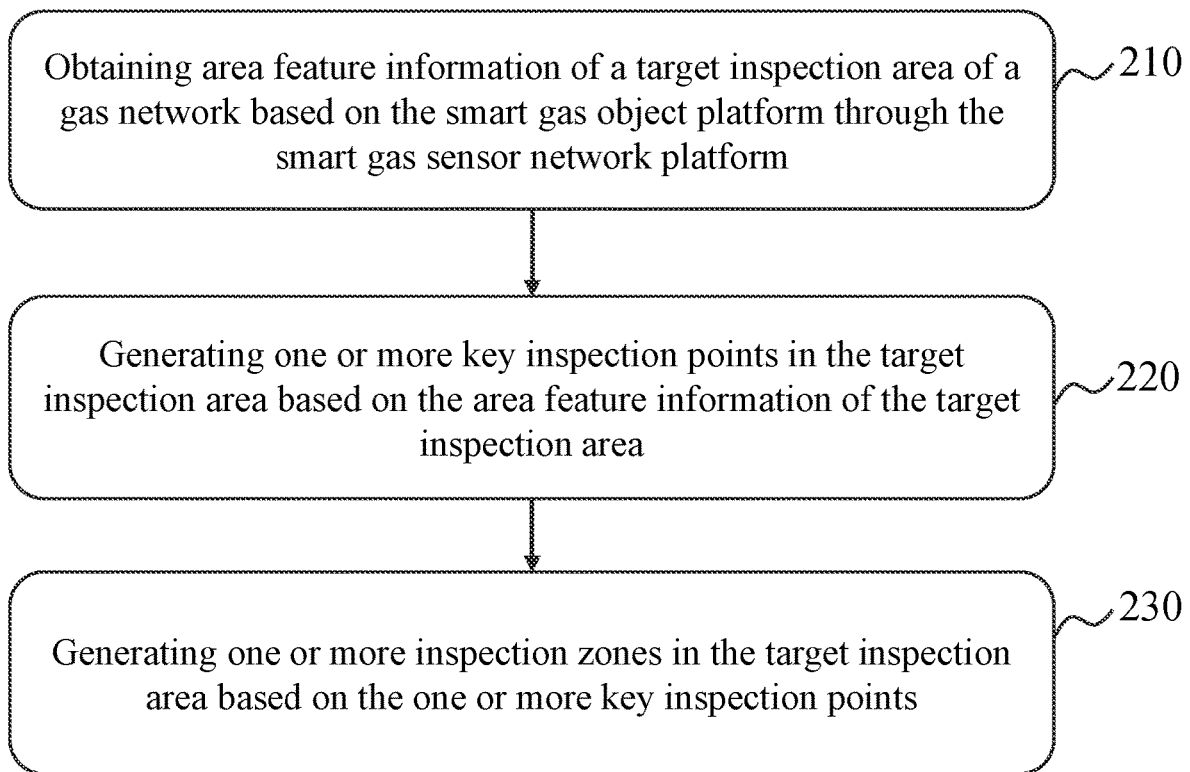 Obtaining area feature information of a target inspection area of a
gas network based on the smart gas object platform through the
smart gas sensor network platform
210
Generating one or more key inspection points in the target
inspection area based on the area feature information of the target
inspection area
220
Generating one or more inspection zones in the target inspection
area based on the one or more key inspection points
230